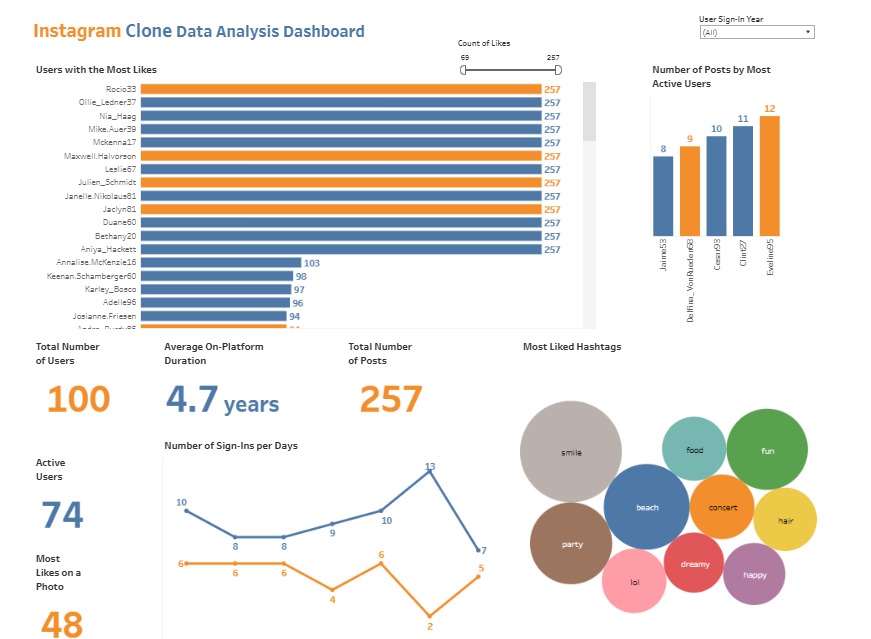 Instagram Clone Data Analysis Dashboard
User Sign-In Year
(All)
Count of Likes
69 257
Users with the Most Likes
Rocio33 257
Ollie_Ledner37 257
Nia_Haag 257
Mike.Auer39 257
Mckenna17 257
Maxwell.Halvorson 257
Leslie67 257
Julien_Schmidt 257
Janelle.Nikolaus81 257
Jaclyn81 257
Duane60 257
Bethany20 257
Aniya_Hackett 257
Annalise.McKenzie16 103
Keenan.Schamberger60 98
Karley_Bosco 97
Adelle96 96
Josianne.Friesen 94
Number of Posts by Most
Active Users
8 9 10 11 12
Jaime53
Delfina_VonRueden68
Cesar93
Clint27
Eveline95
Total Number
of Users
100
Average On-Platform
Duration
4.7 years
Total Number
of Posts
257
Active
Users
74
Most
Likes on a
Photo
48
Number of Sign-Ins per Days
10 8 8 9 10 13 7
6 6 6 4 6 2 5
Most Liked Hashtags
smile
food
fun
beach
concert
hair
party
dreamy
lol
happy